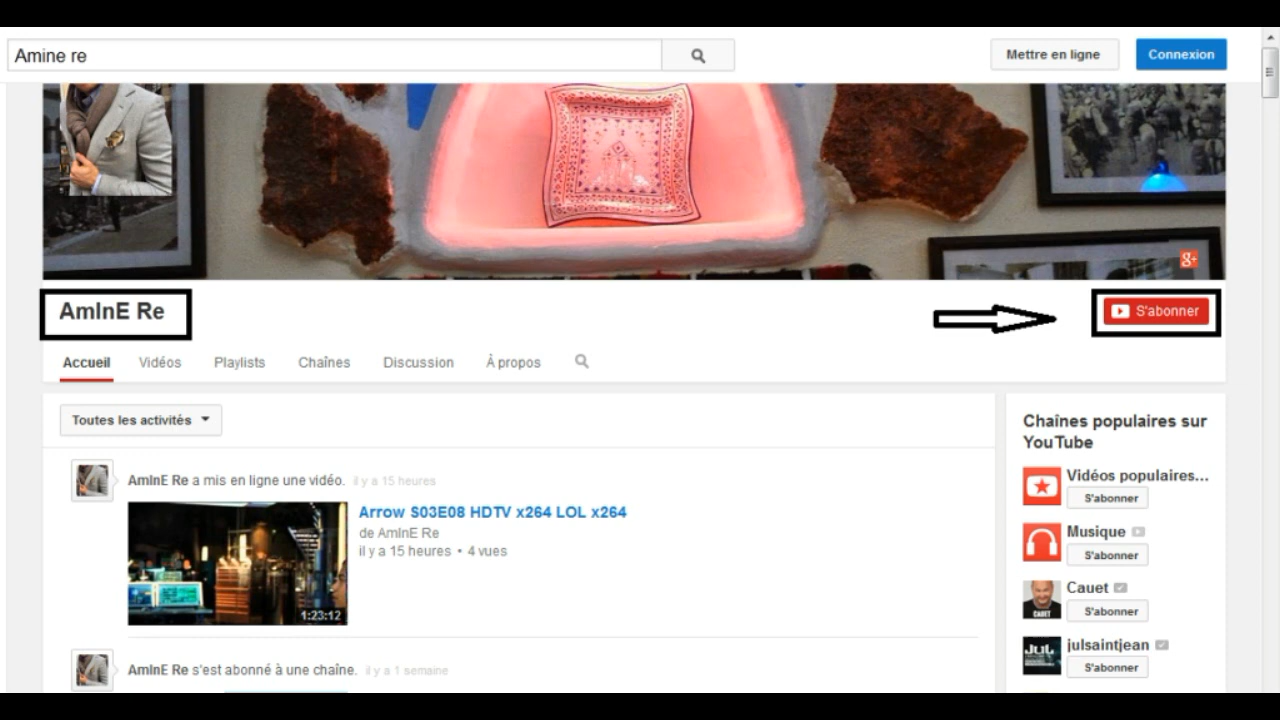 Amine re
Mettre en ligne
Connexion
g+
AmInE Re
S'abonner
Accueil
Vidéos
Playlists
Chaînes
Discussion
À propos
Toutes les activités
AmInE Re a mis en ligne une vidéo. il y a 15 heures
Arrow S03E08 HDTV x264 LOL x264
de AmInE Re
il y a 15 heures • 4 vues
1:23:12
AmInE Re s'est abonné à une chaîne. il y a 1 semaine
Chaînes populaires sur
YouTube
Vidéos populaires...
S'abonner
Musique
S'abonner
Cauet
CAUET
S'abonner
julsaintjean
JUL
S'abonner